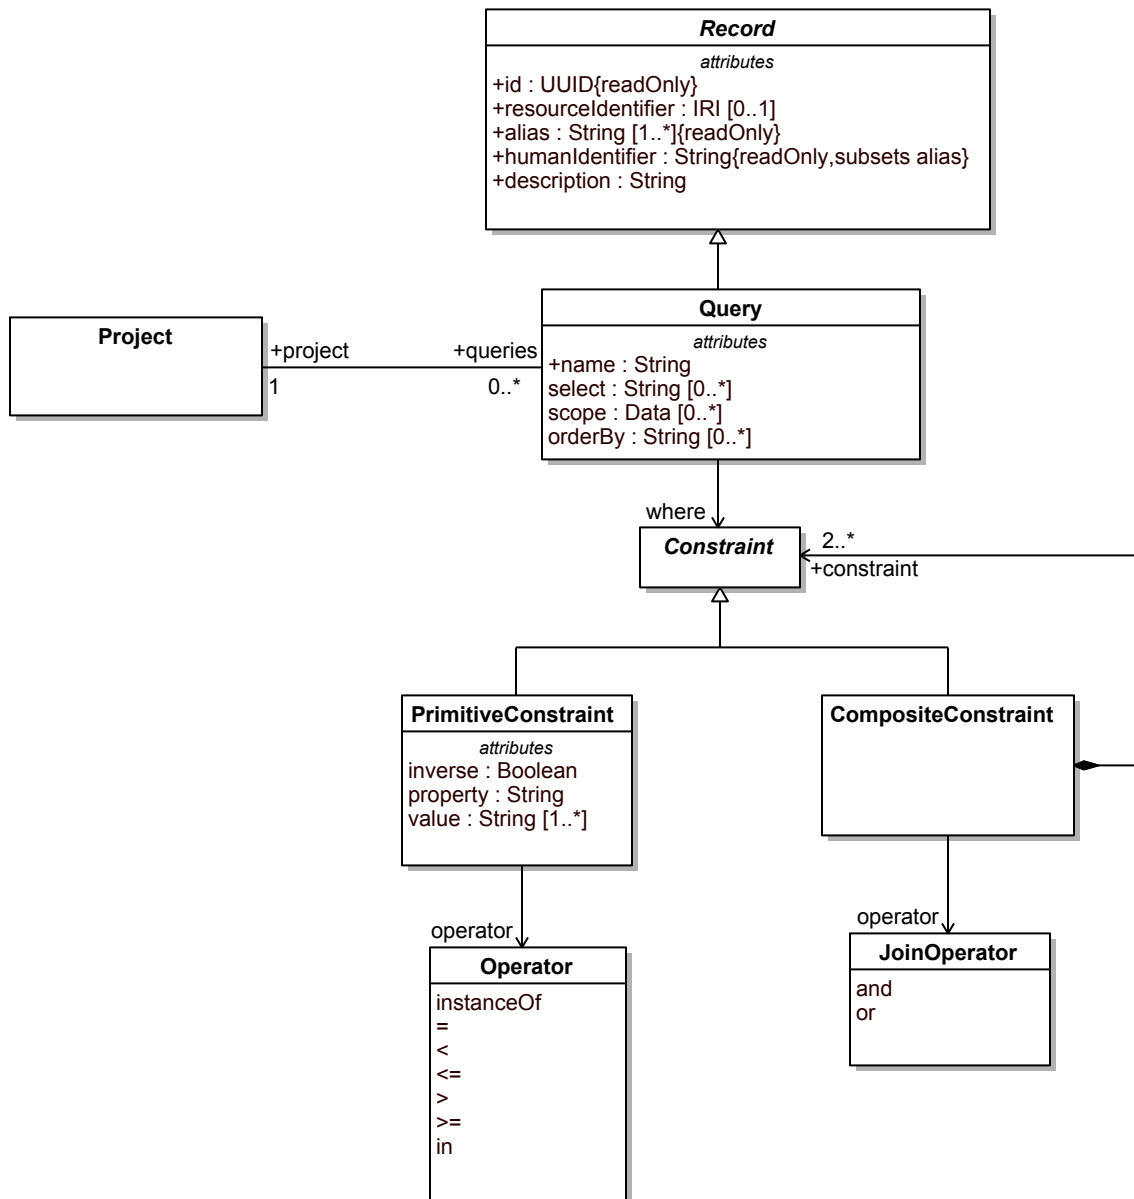 Record
attributes
+id : UUID{readOnly}
+resourceIdentifier : IRI [0..1]
+alias : String [1..*]{readOnly}
+humanIdentifier : String{readOnly,subsets alias}
+description : String
Project
+project
1
+queries
0..*
Query
attributes
+name : String
select : String [0..*]
scope : Data [0..*]
orderBy : String [0..*]
where
Constraint
2..*
+constraint
PrimitiveConstraint
attributes
inverse : Boolean
property : String
value : String [1..*]
CompositeConstraint
operator
Operator
instanceOf
=
<
<=
>
>=
in
operator
JoinOperator
and
or